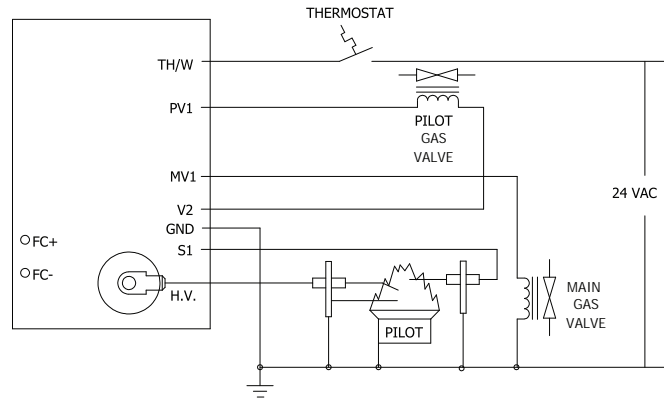 THERMOSTAT
TH/W
PV1
PILOT
GAS
VALVE
MV1
24 VAC
V2
GND
FC+
S1
FC-
H.V.
MAIN
GAS
VALVE
PILOT